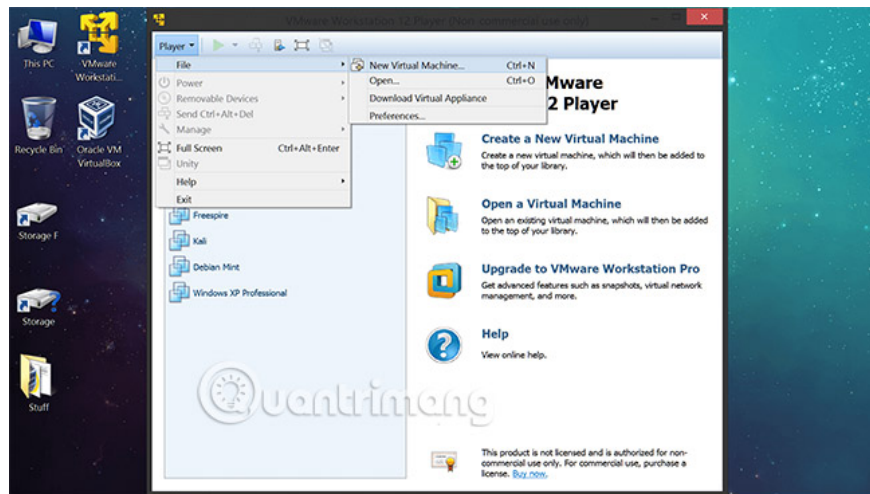 VMware Workstation 12 Player (Non-commercial use only)
This PC
VMware
Workstati...
Recycle Bin
Oracle VM
VirtualBox
Storage F
Storage
Stuff
Player
File
Power
Removable Devices
Send Ctrl+Alt+Del
Manage
Full Screen Ctrl+Alt+Enter
Unity
Help
Exit
New Virtual Machine... Ctrl+N
Open... Ctrl+O
Download Virtual Appliance
Preferences...
Freespire
Kali
Debian Mint
Windows XP Professional
Mware
12 Player
Create a New Virtual Machine
Create a new virtual machine, which will then be added to
the top of your library.
Open a Virtual Machine
Open an existing virtual machine, which will then be added
to the top of your library.
Upgrade to VMware Workstation Pro
Get advanced features such as snapshots, virtual network
management, and more.
Help
View online help.
Quantrimang
This product is not licensed and is authorized for non-
commercial use only. For commercial use, purchase a
license. Buy now.